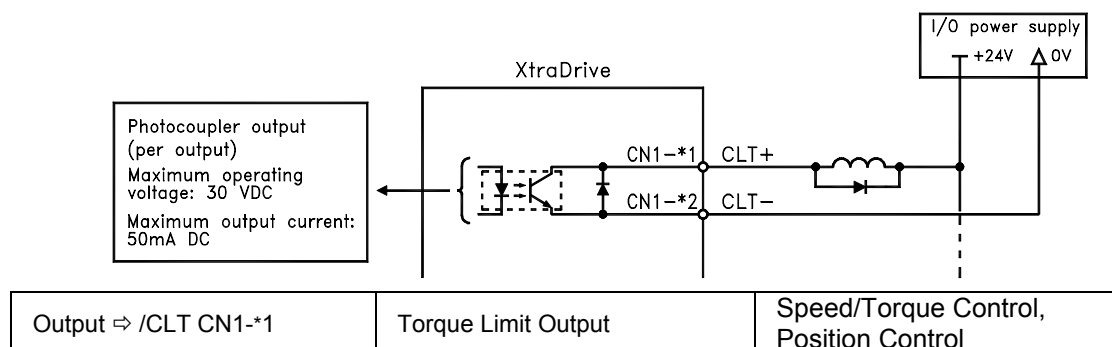 I/O power supply
+24V 0V
XtraDrive
Photocoupler output
(per output)
Maximum operating
voltage: 30 VDC
Maximum output current:
50mA DC
CN1-*1 CLT+
CN1-*2 CLT-
Output ⇨ /CLT CN1-*1
Torque Limit Output
Speed/Torque Control,
Position Control